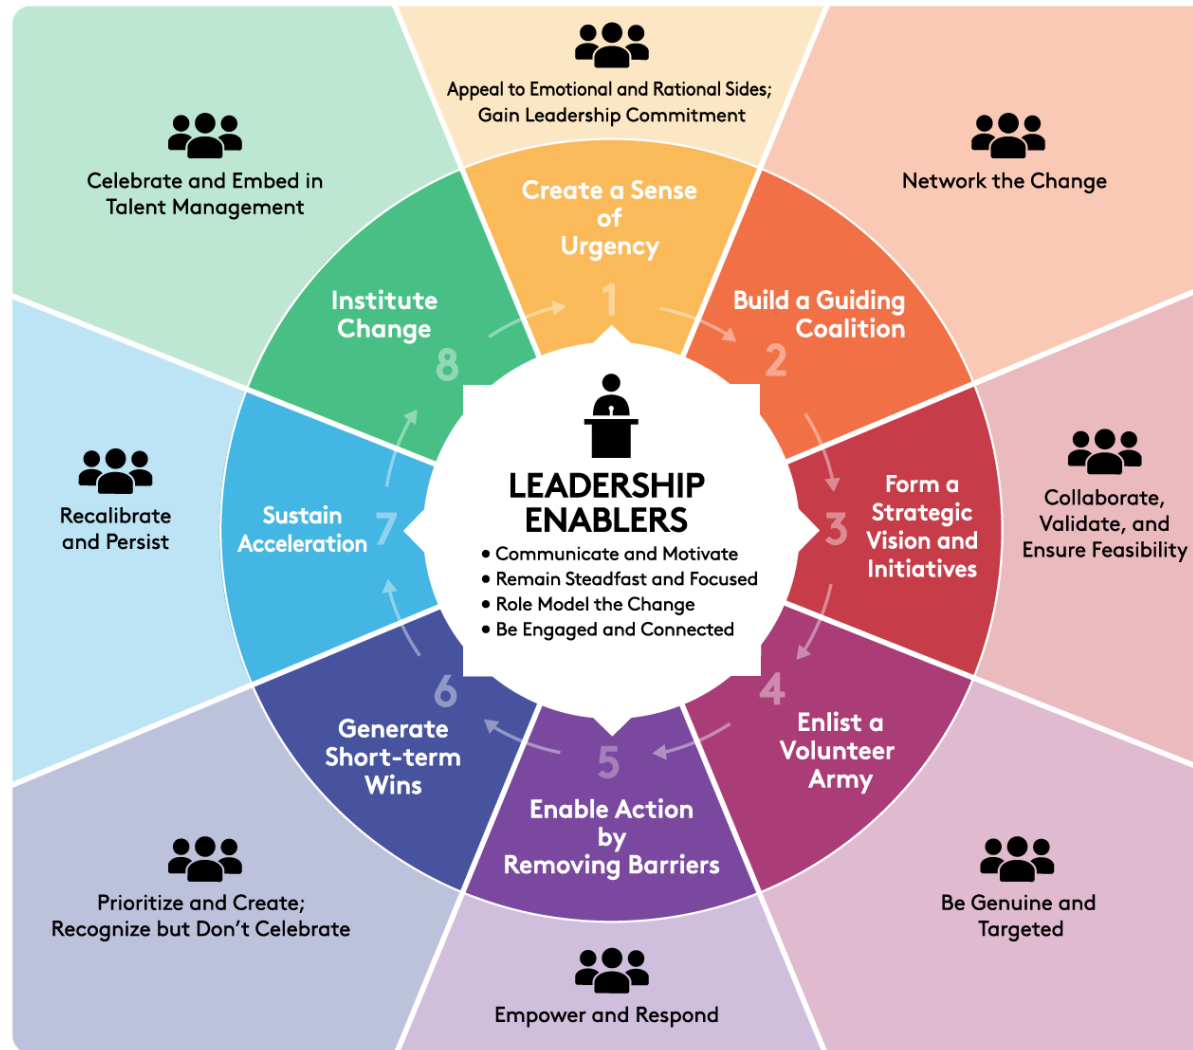 Appeal to Emotional and Rational Sides;
Gain Leadership Commitment
Create a Sense
of
Urgency
1
Network the Change
Build a Guiding
Coalition
2
Collaborate,
Validate, and
Ensure Feasibility
Form a
Strategic
Vision and
Initiatives
3
Be Genuine and
Targeted
Enlist a
Volunteer
Army
4
Empower and Respond
Enable Action
by
Removing Barriers
5
Prioritize and Create;
Recognize but Don’t Celebrate
Generate
Short-term
Wins
6
Recalibrate
and Persist
Sustain
Acceleration
7
Celebrate and Embed in
Talent Management
Institute
Change
8
LEADERSHIP
ENABLERS
• Communicate and Motivate
• Remain Steadfast and Focused
• Role Model the Change
• Be Engaged and Connected